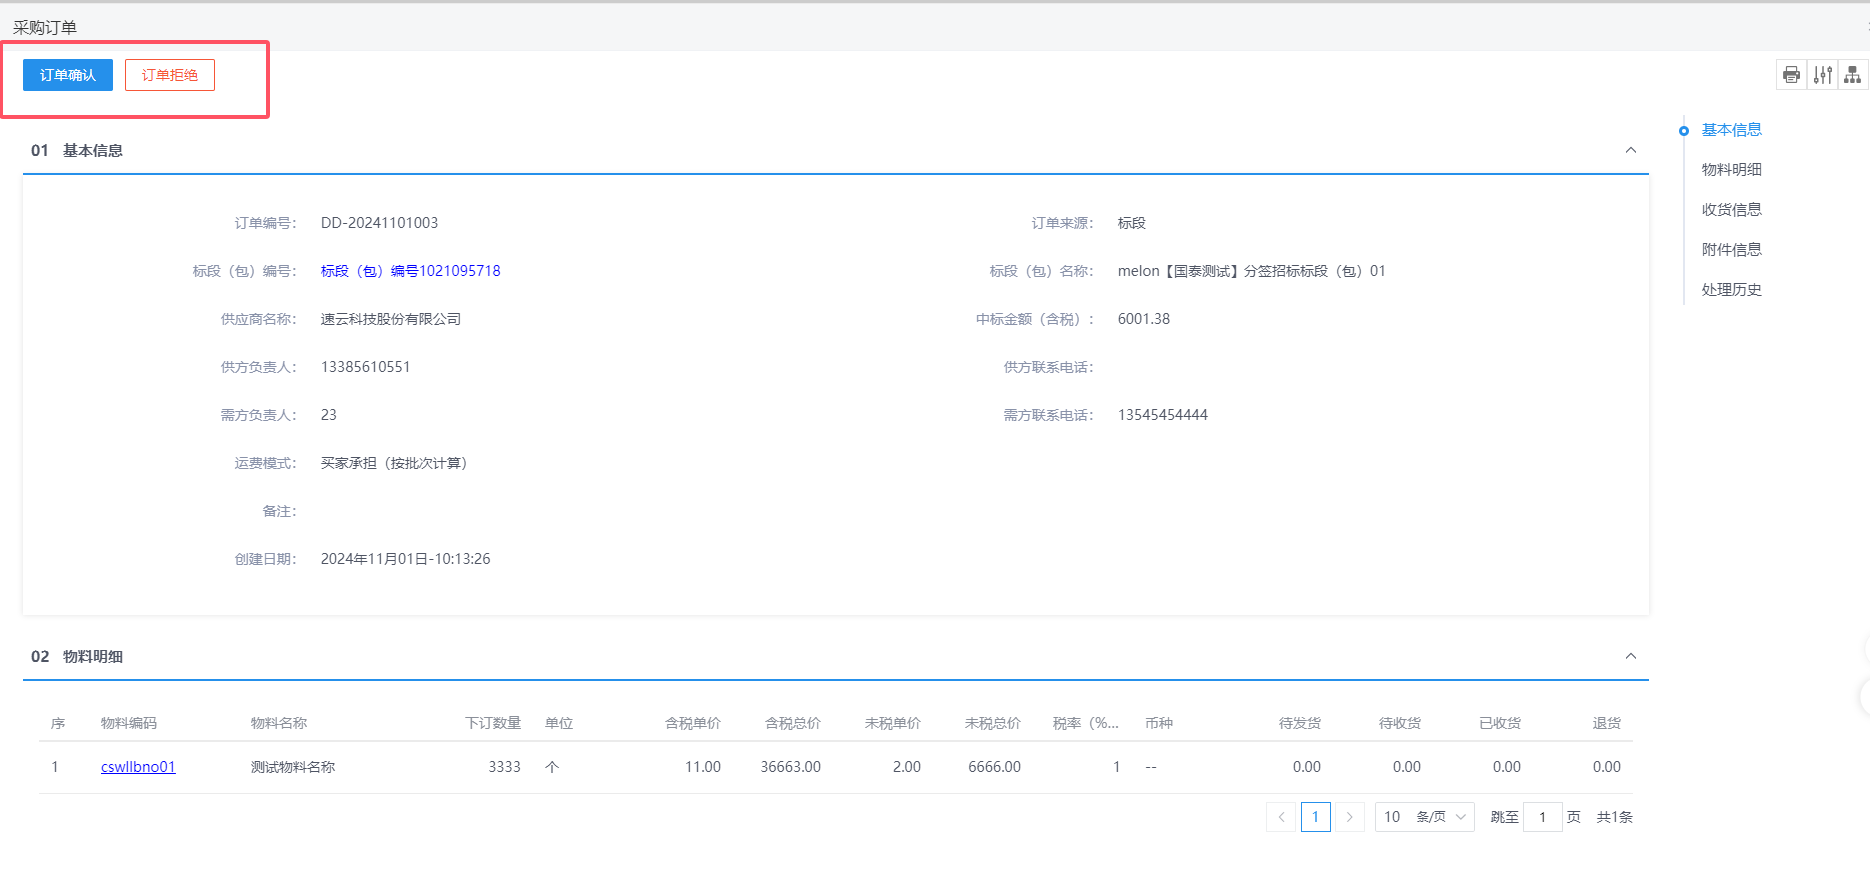 采购订单
订单确认 订单拒绝
01 基本信息
订单编号： DD-20241101003 订单来源： 标段
标段（包）编号： 标段（包）编号1021095718 标段（包）名称： melon【国泰测试】分签招标标段（包）01
供应商名称： 速云科技股份有限公司 中标金额（含税）： 6001.38
供方负责人： 13385610551 供方联系电话：
需方负责人： 23 需方联系电话： 13545454444
运费模式： 买家承担（按批次计算）
备注：
创建日期： 2024年11月01日-10:13:26
基本信息
物料明细
收货信息
附件信息
处理历史
02 物料明细
序 物料编码 物料名称 下订数量 单位 含税单价 含税总价 未税单价 未税总价 税率（%... 币种 待发货 待收货 已收货 退货
1 cswllbno01 测试物料名称 3333 个 11.00 36663.00 2.00 6666.00 1 -- 0.00 0.00 0.00 0.00
1 10 条/页 跳至 1 页 共1条